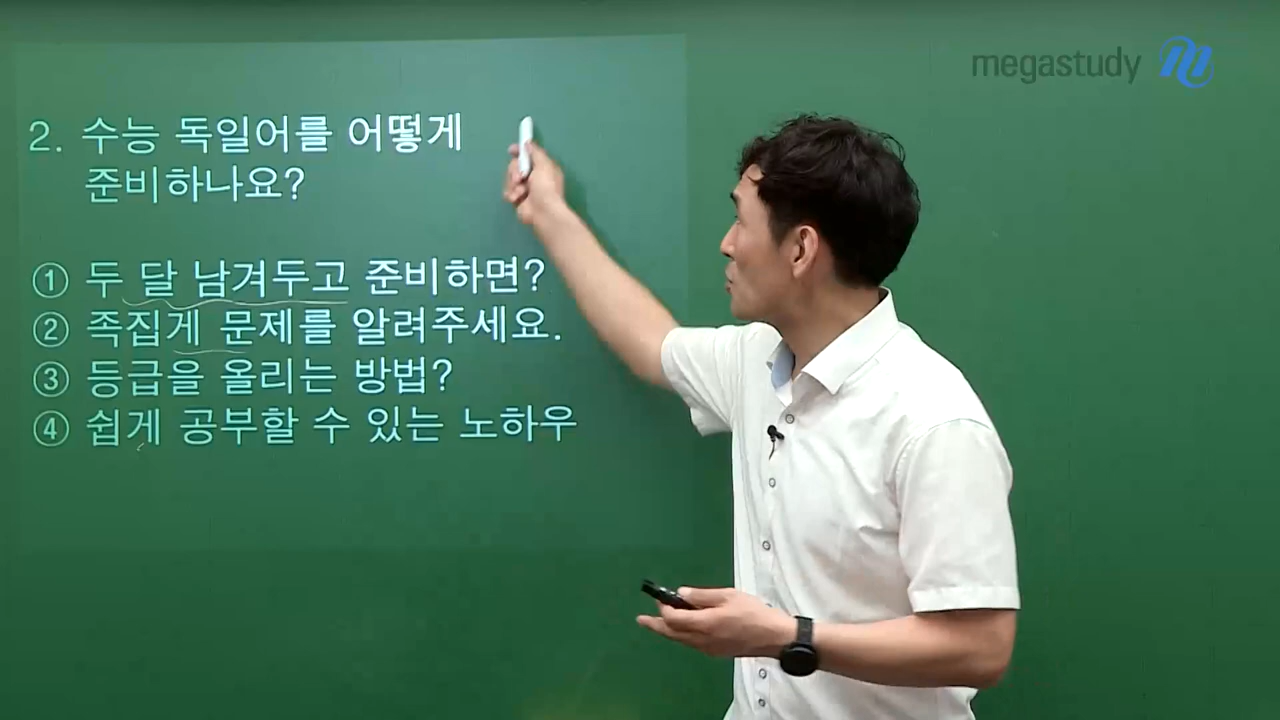 megastudy
2. 수능 독일어를 어떻게
준비하나요?
① 두 달 남겨두고 준비하면?
② 족집게 문제를 알려주세요.
③ 등급을 올리는 방법?
④ 쉽게 공부할 수 있는 노하우